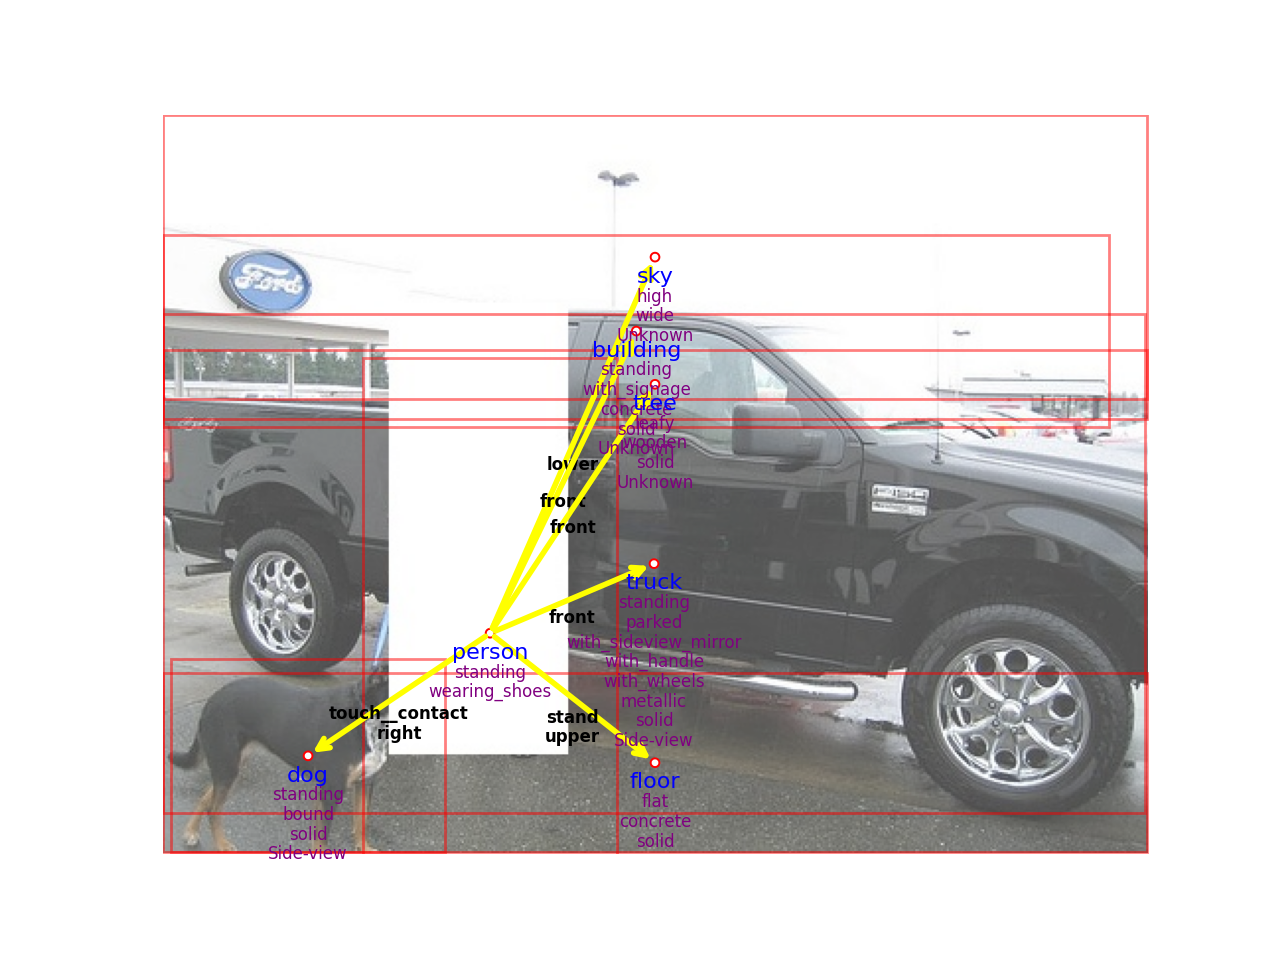 Ford
sky
high
wide
Unknown
building
standing
with_signage
concrete
solid
Unknown
tree
leafy
wooden
solid
Unknown
lower
front
front
4x4
F-150
truck
standing
parked
with_sideview_mirror
with_handle
with_wheels
metallic
solid
Side-view
front
person
standing
wearing_shoes
touch__contact
right
stand
upper
dog
standing
bound
solid
Side-view
floor
flat
concrete
solid